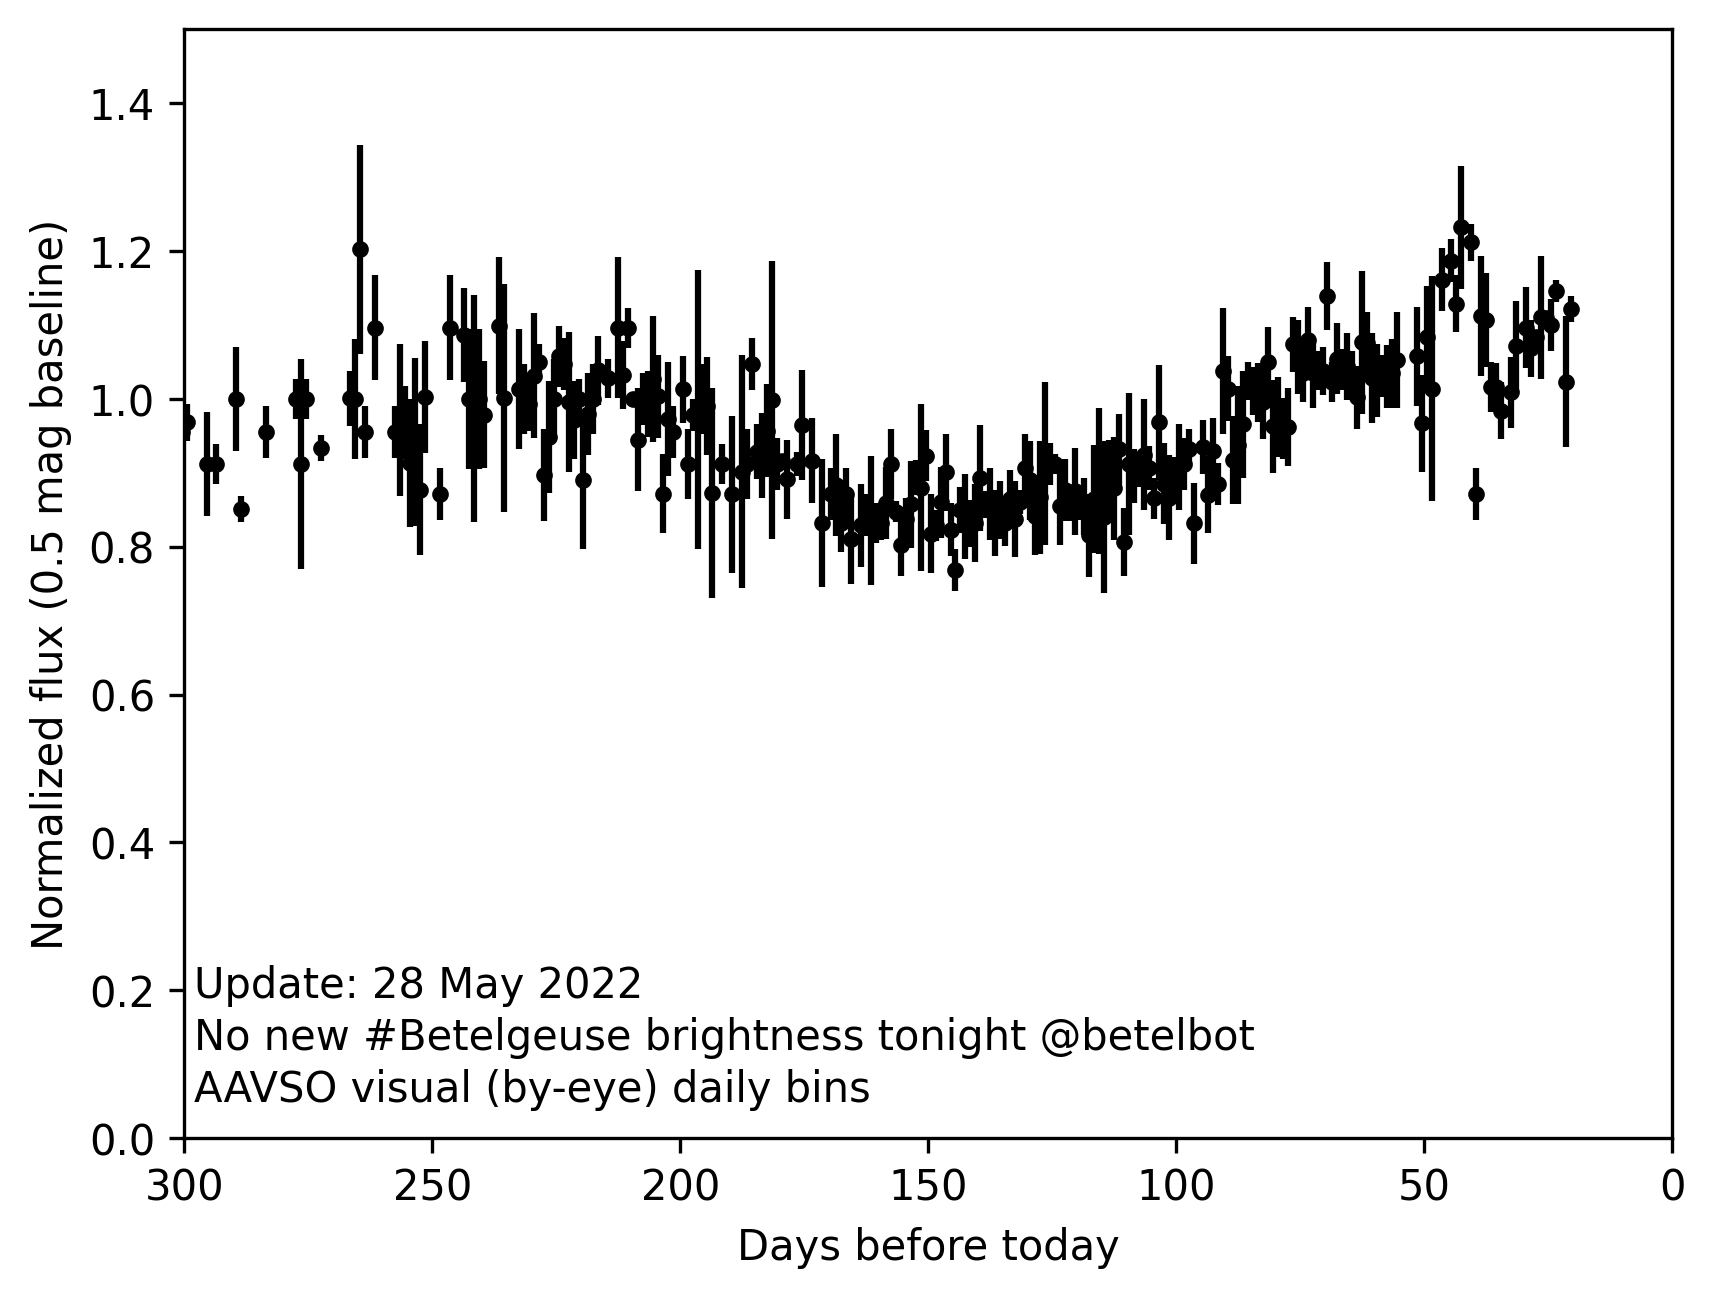 1.4
1.2
1.0
0.8
0.6
0.4
0.2
0.0
Normalized flux (0.5 mag baseline)
Update: 28 May 2022
No new #Betelgeuse brightness tonight @betelbot
AAVSO visual (by-eye) daily bins
300 250 200 150 100 50 0
Days before today